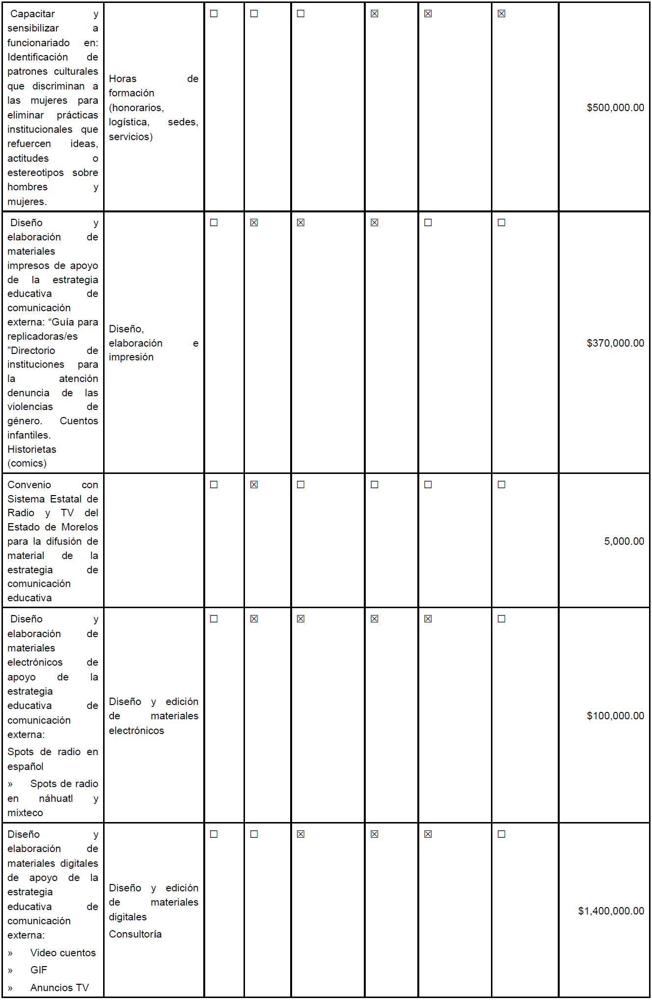 Capacitar y
sensibilizar a
funcionariado en:
Identificación de
patrones culturales
que discriminan a
las mujeres para
eliminar prácticas
institucionales que
refuercen ideas,
actitudes o
estereotipos sobre
hombres y
mujeres.
Horas de
formación
(honorarios,
logística, sedes,
servicios)
☐ ☐ ☐ ☒ ☒ ☒
$500,000.00
Diseño y
elaboración de
materiales
impresos de apoyo
de la estrategia
educativa de
comunicación
externa: “Guía para
replicadoras/es
”Directorio de
instituciones para
la atención
denuncia de las
violencias de
género. Cuentos
infantiles.
Historietas
(comics)
Diseño,
elaboración e
impresión
☐ ☒ ☒ ☒ ☐ ☐
$370,000.00
Convenio con
Sistema Estatal de
Radio y TV del
Estado de Morelos
para la difusión de
material de la
estrategia de
comunicación
educativa
☐ ☒ ☐ ☐ ☐ ☐
5,000.00
Diseño y
elaboración de
materiales
electrónicos de
apoyo de la
estrategia
educativa de
comunicación
externa:
Spots de radio en
español
» Spots de radio
en náhuatl y
mixteco
Diseño y edición
de materiales
electrónicos
☐ ☒ ☒ ☒ ☒ ☐
$100,000.00
Diseño y
elaboración de
materiales digitales
de apoyo de la
estrategia
educativa de
comunicación
externa:
» Video cuentos
» GIF
» Anuncios TV
Diseño y edición
de materiales
digitales
Consultoría
☐ ☐ ☒ ☒ ☒ ☐
$1,400,000.00